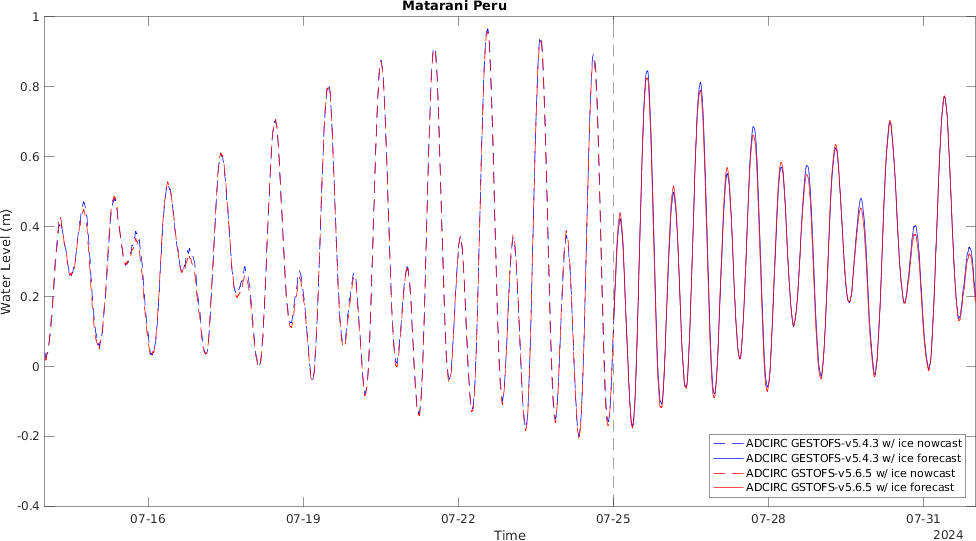 Matarani Peru
1
0.8
0.6
0.4
0.2
0
-0.2
-0.4
Water Level (m)
ADCIRC GESTOFS-v5.4.3 w/ ice nowcast
ADCIRC GESTOFS-v5.4.3 w/ ice forecast
ADCIRC GSTOFS-v5.6.5 w/ ice nowcast
ADCIRC GSTOFS-v5.6.5 w/ ice forecast
07-16 07-19 07-22 07-25 07-28 07-31
Time 2024